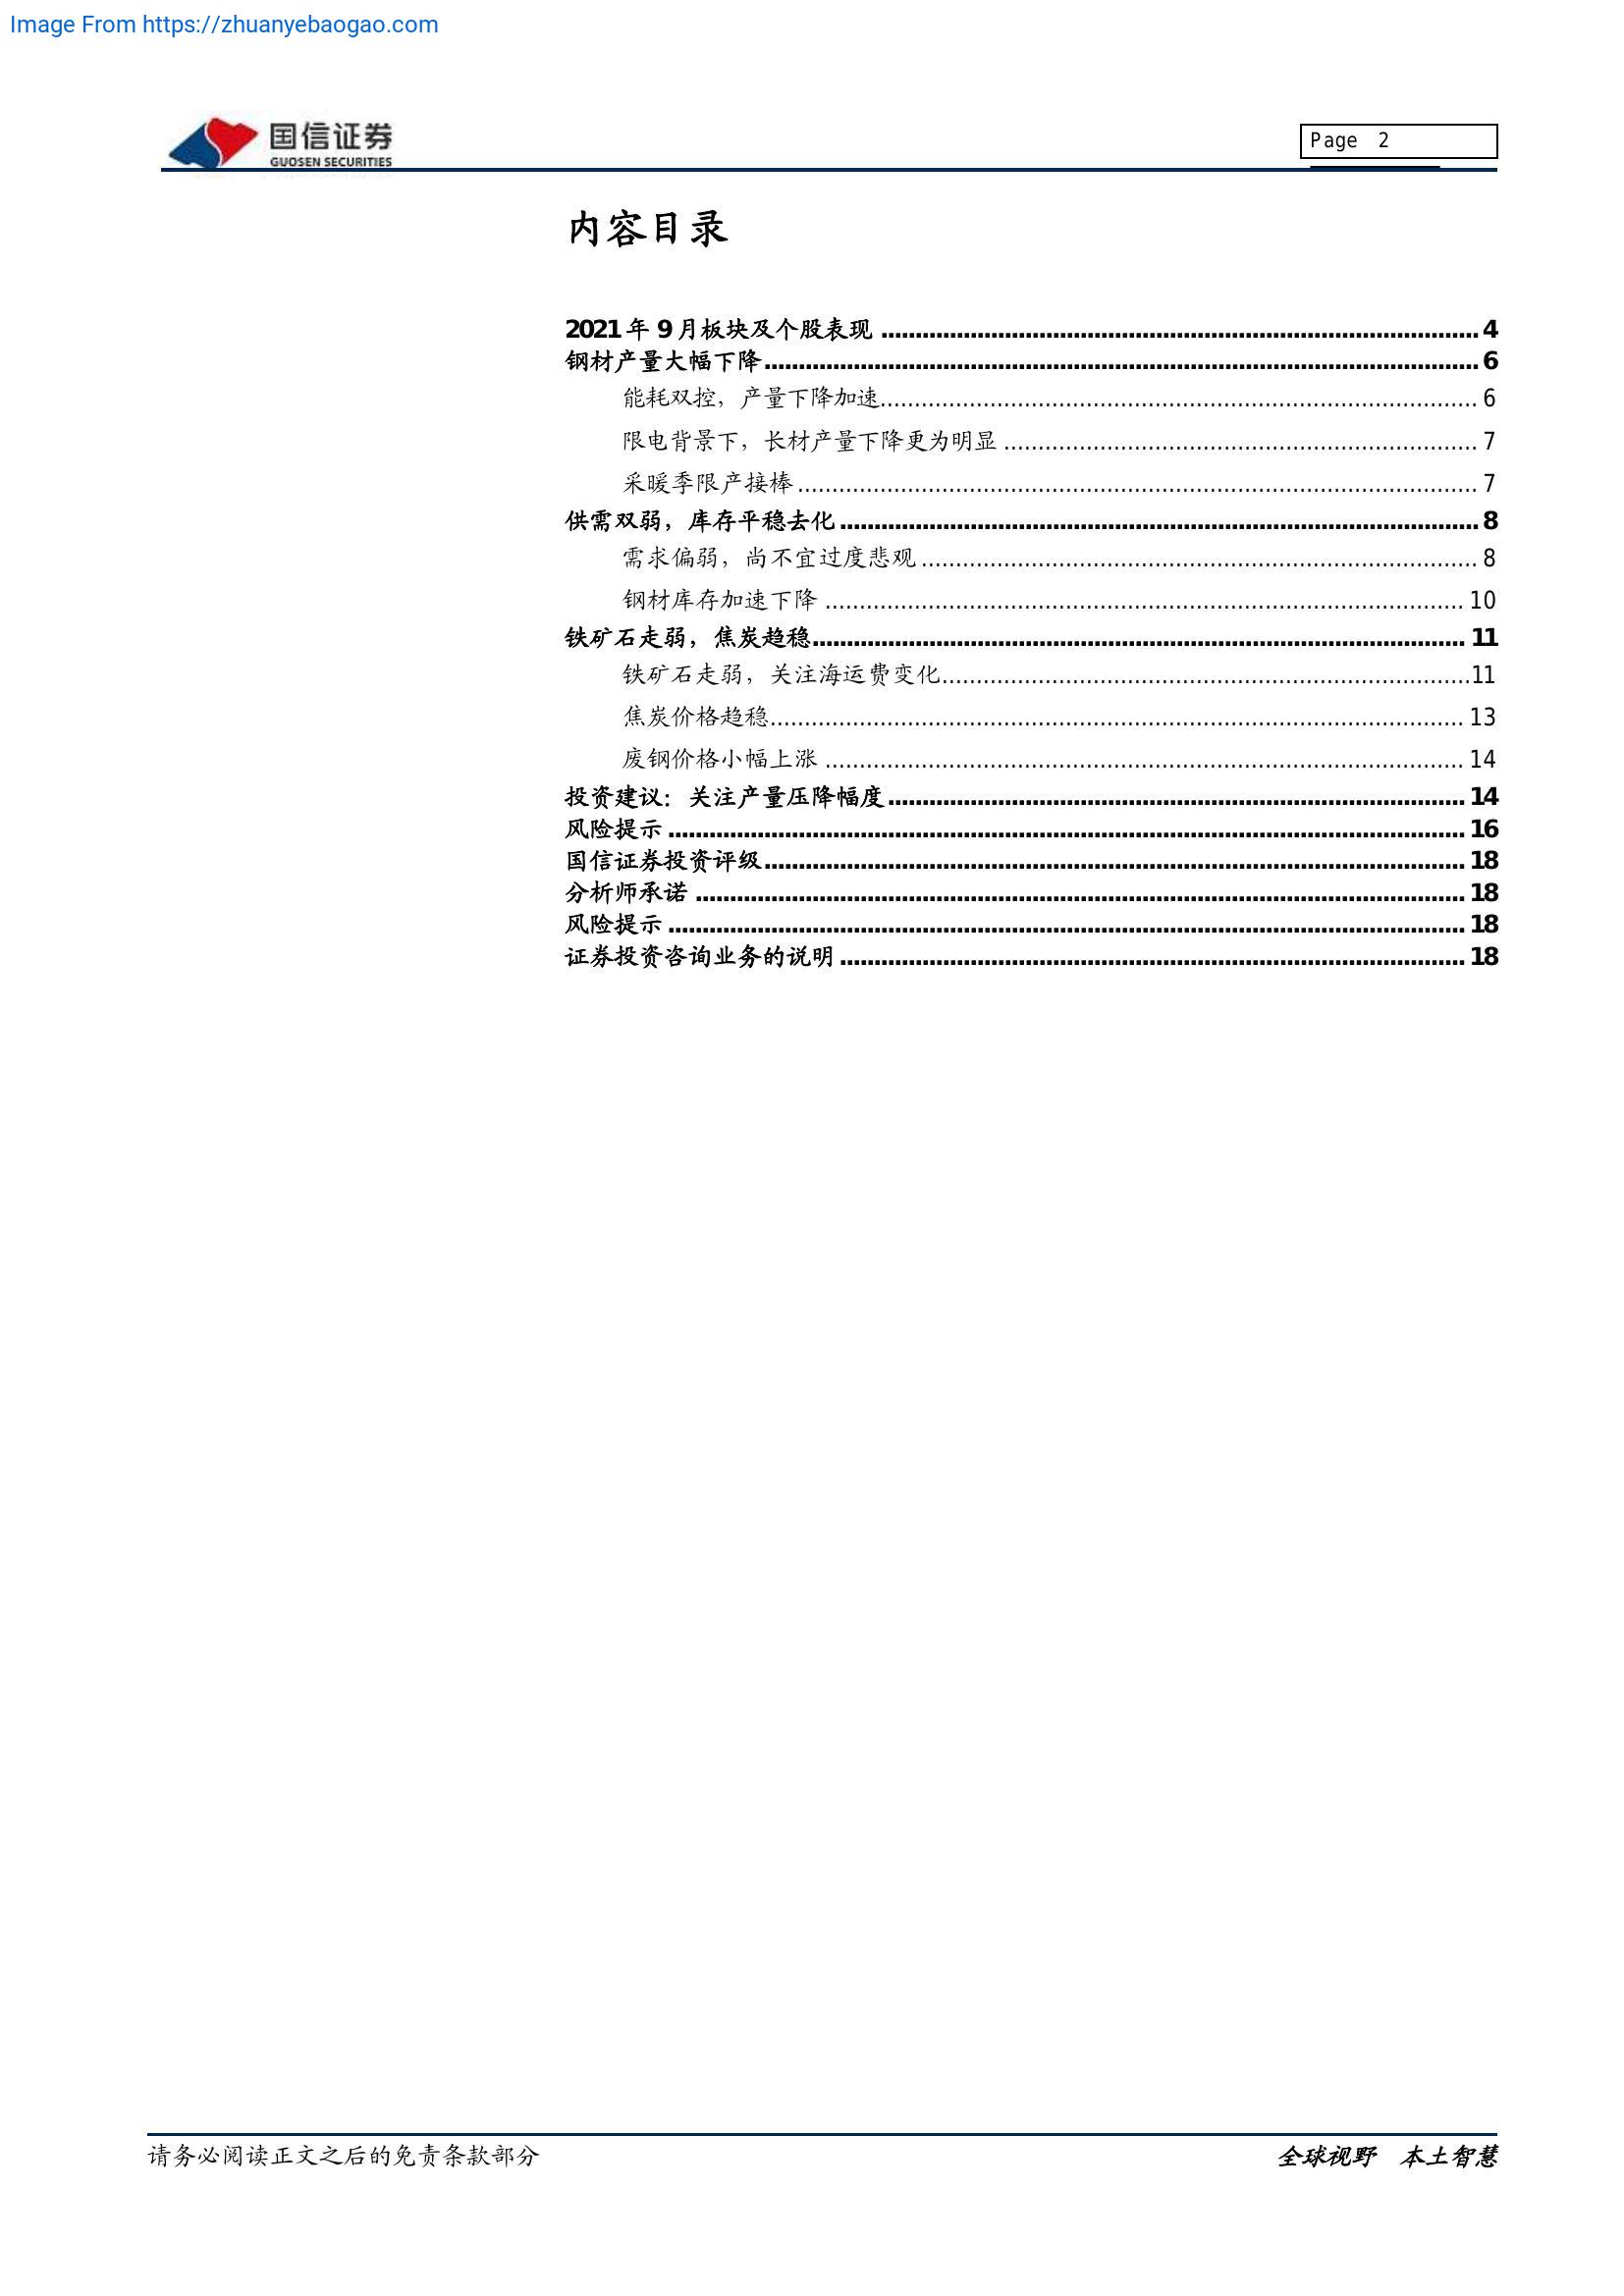 Image From https://zhuanyebaogao.com
国信证券
GUOSEN SECURITIES
Page 2
内容目录
2021 年 9 月板块及个股表现 ........ 4
钢材产量大幅下降 ........ 6
能耗双控，产量下降加速 ........ 6
限电背景下，长材产量下降更为明显 ........ 7
采暖季限产接棒 ........ 7
供需双弱，库存平稳去化 ........ 8
需求偏弱，尚不宜过度悲观 ........ 8
钢材库存加速下降 ........ 10
铁矿石走弱，焦炭趋稳 ........ 11
铁矿石走弱，关注海运费变化 ........ 11
焦炭价格趋稳 ........ 13
废钢价格小幅上涨 ........ 14
投资建议：关注产量压降幅度 ........ 14
风险提示 ........ 16
国信证券投资评级 ........ 18
分析师承诺 ........ 18
风险提示 ........ 18
证券投资咨询业务的说明 ........ 18
请务必阅读正文之后的免责条款部分
全球视野 本土智慧